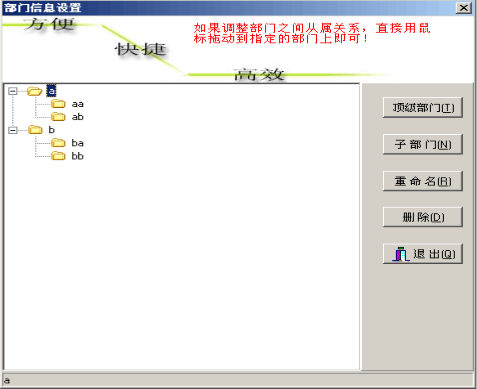 部门信息设置
方便
快捷
高效
如果调整部门之间从属关系，直接用鼠
标拖动到指定的部门上即可！
a
aa
ab
b
ba
bb
顶级部门(T)
子 部 门(N)
重 命 名(R)
删 除(D)
退 出(Q)
a